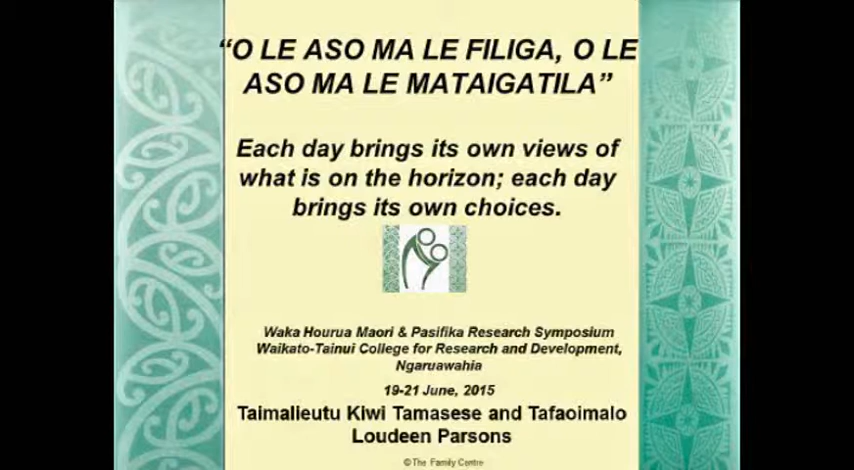 “O LE ASO MA LE FILIGA, O LE
ASO MA LE MATAIGATILA”
Each day brings its own views of
what is on the horizon; each day
brings its own choices.
Waka Hourua Maori & Pasifika Research Symposium
Waikato-Tainui College for Research and Development,
Ngaruawahia
19-21 June, 2015
Taimalieutu Kiwi Tamasese and Tafaoimalo
Loudeen Parsons
©The Family Centre